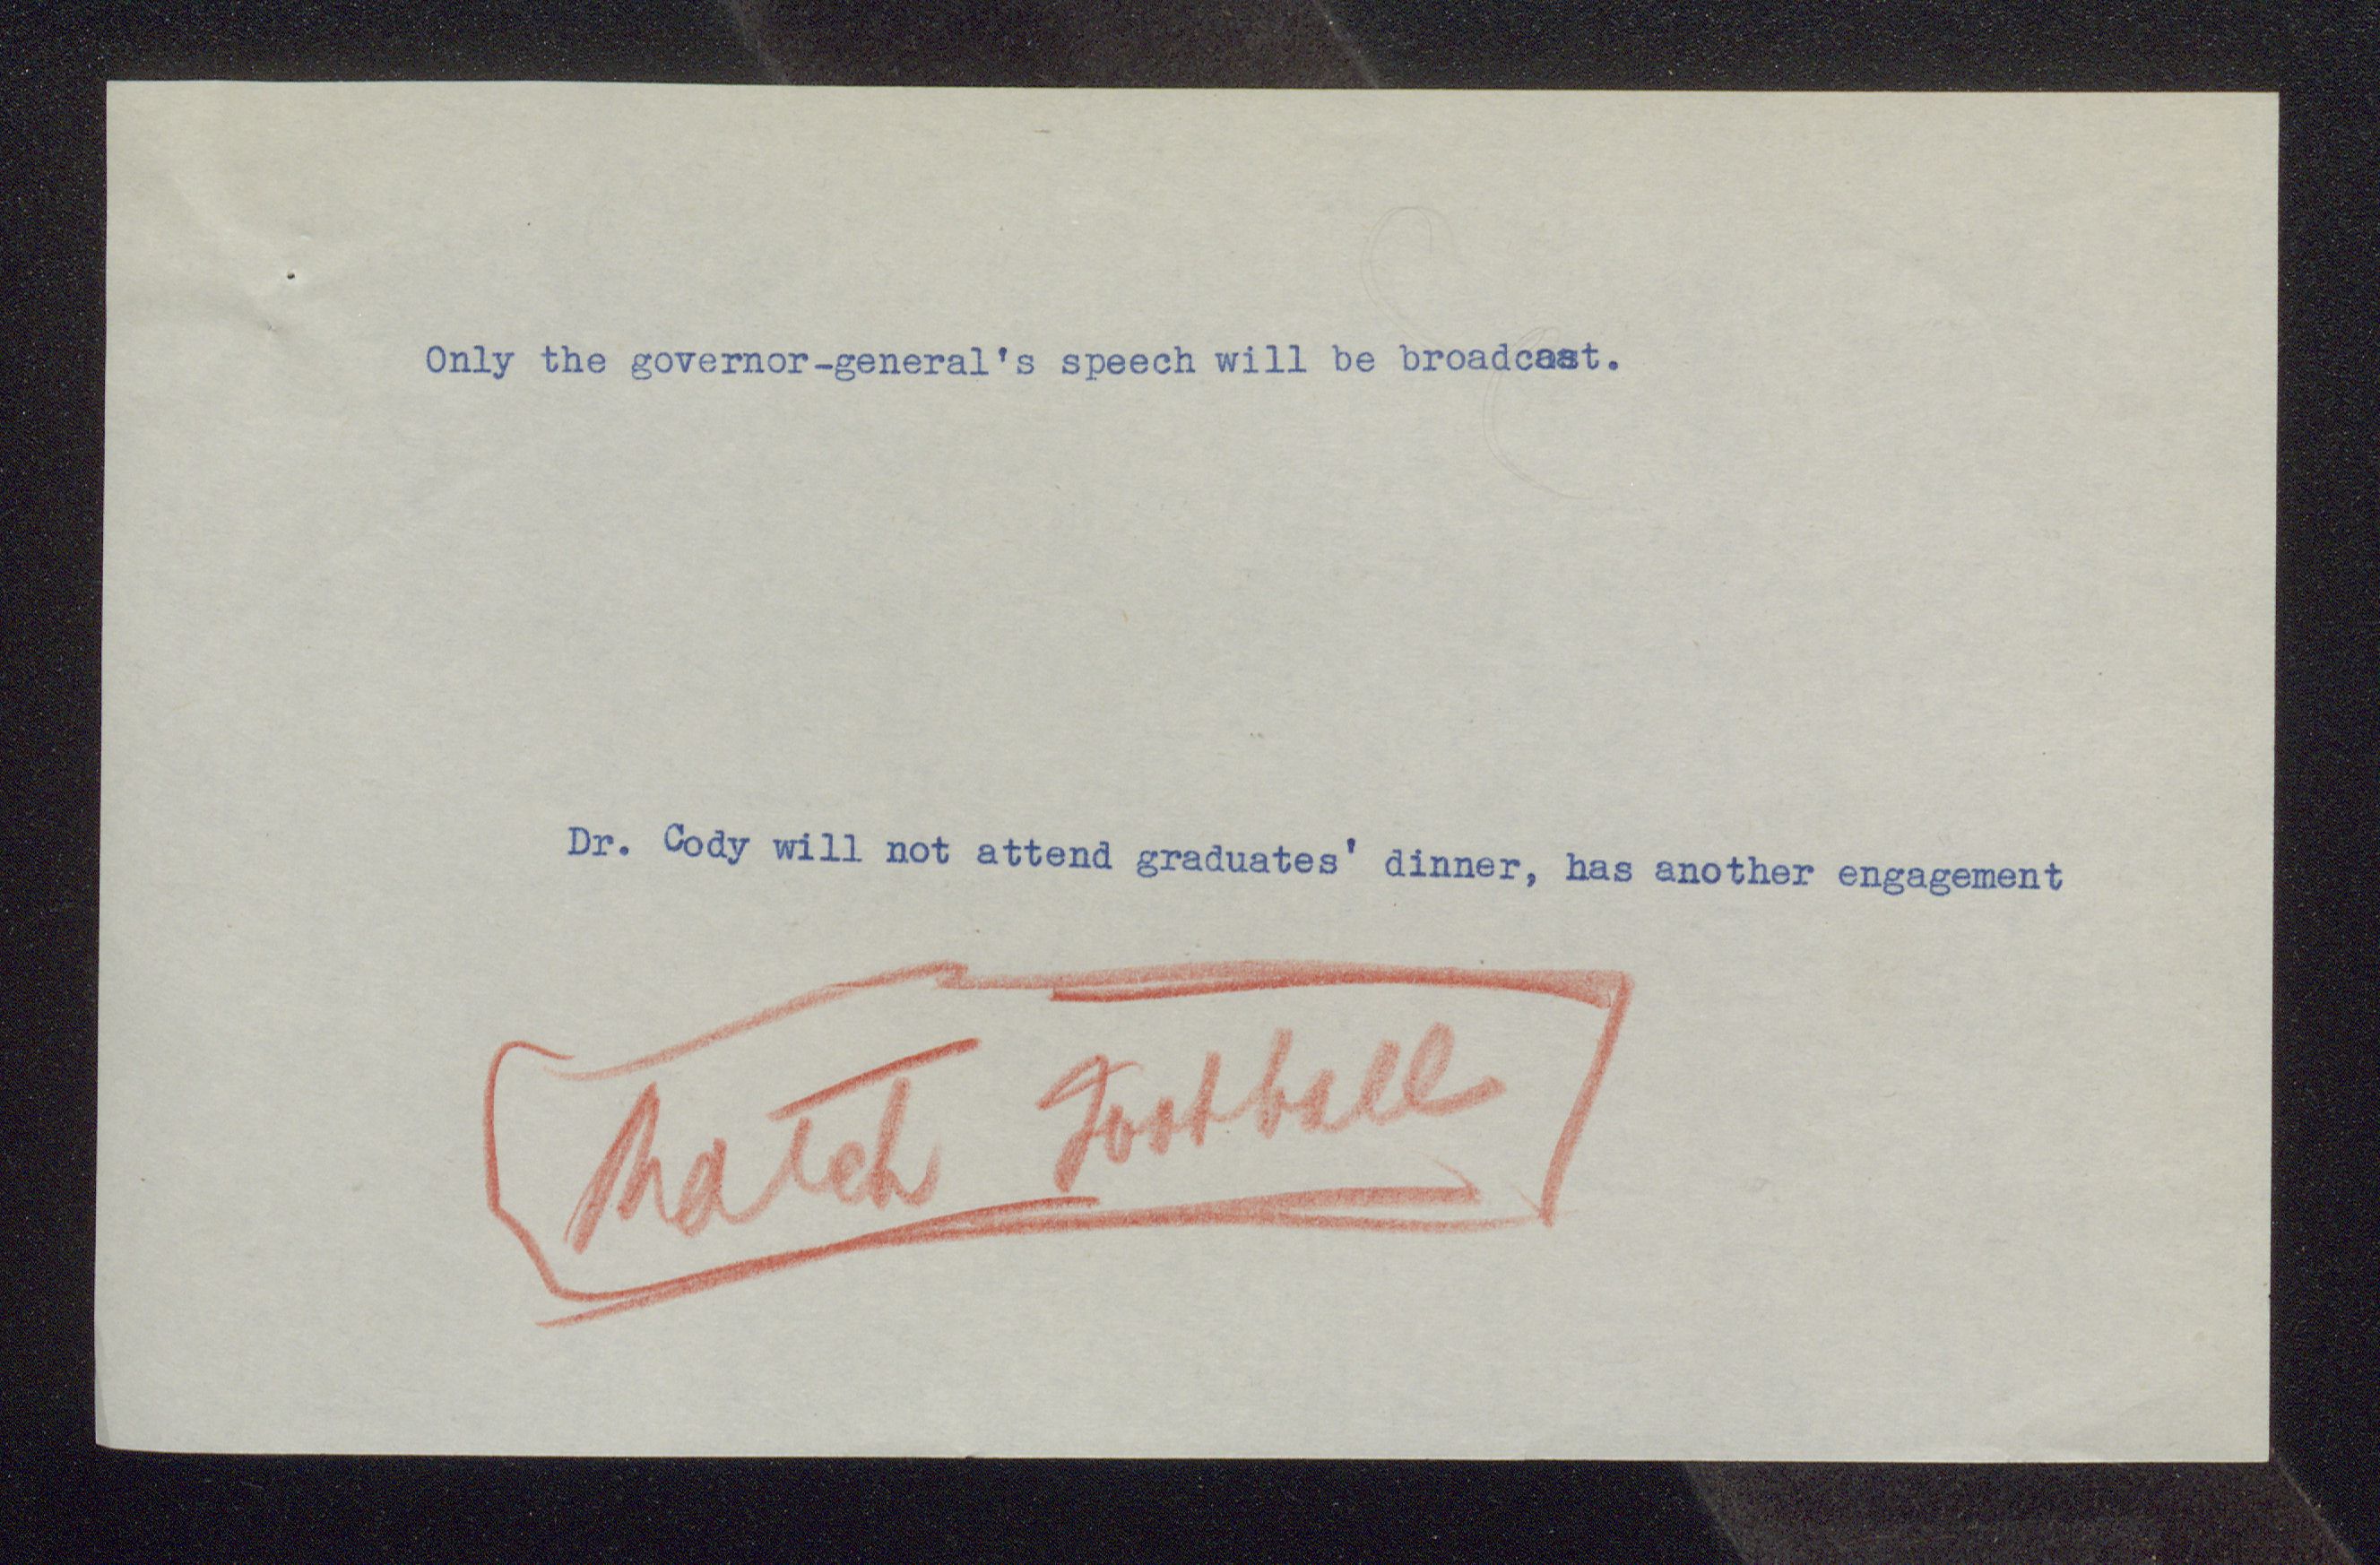 Only the governor-general's speech will be broadcast.
Dr. Cody will not attend graduates' dinner, has another engagement
Match Football